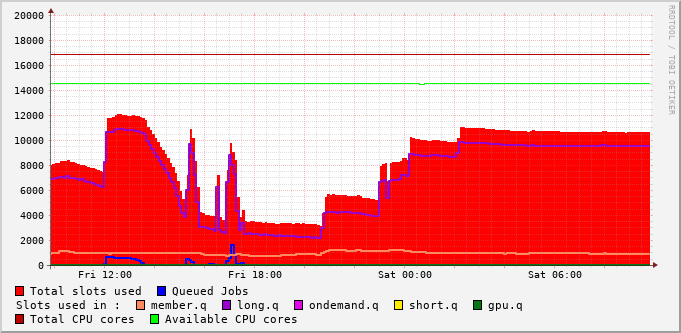 20000
18000
16000
14000
12000
10000
8000
6000
4000
2000
0
Fri 12:00 Fri 18:00 Sat 00:00 Sat 06:00
RRDTOOL / TOBI OETIKER
Total slots used Queued Jobs
Slots used in : member.q long.q ondemand.q short.q gpu.q
Total CPU cores Available CPU cores